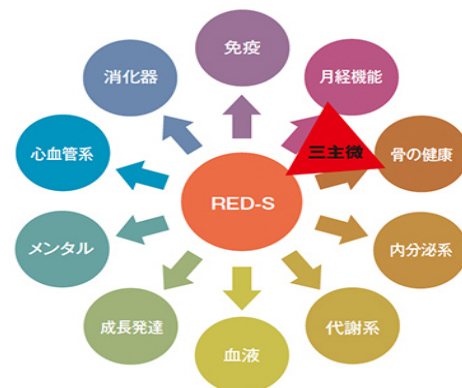 免疫
消化器
月経機能
三主微
心血管系
骨の健康
RED-S
メンタル
内分泌系
成長発達
代謝系
血液